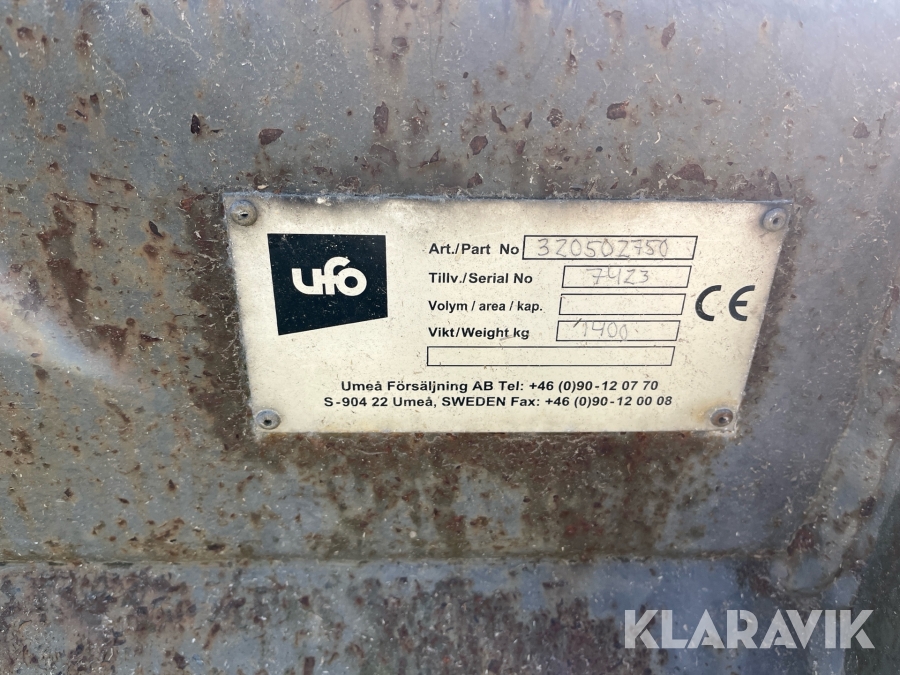 ufo
Art./Part No 320502750
Tillv./Serial No 7423
Volym / area / kap.
Vikt/Weight kg 1400
CE
Umeå Försäljning AB Tel: +46 (0)90-12 07 70
S-904 22 Umeå, SWEDEN Fax: +46 (0)90-12 00 08
KLARAVIK